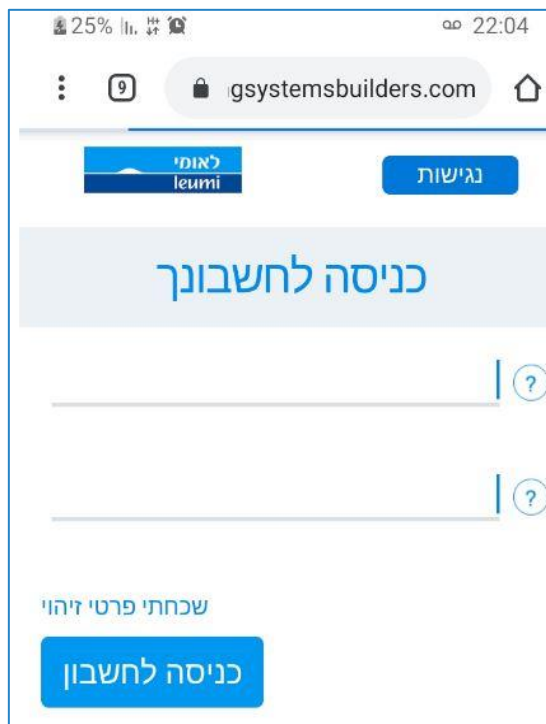 25% 22:04
9 gsystemsbuilders.com
לאומי
leumi
נגישות
כניסה לחשבונך
?
?
שכחתי פרטי זיהוי
כניסה לחשבון